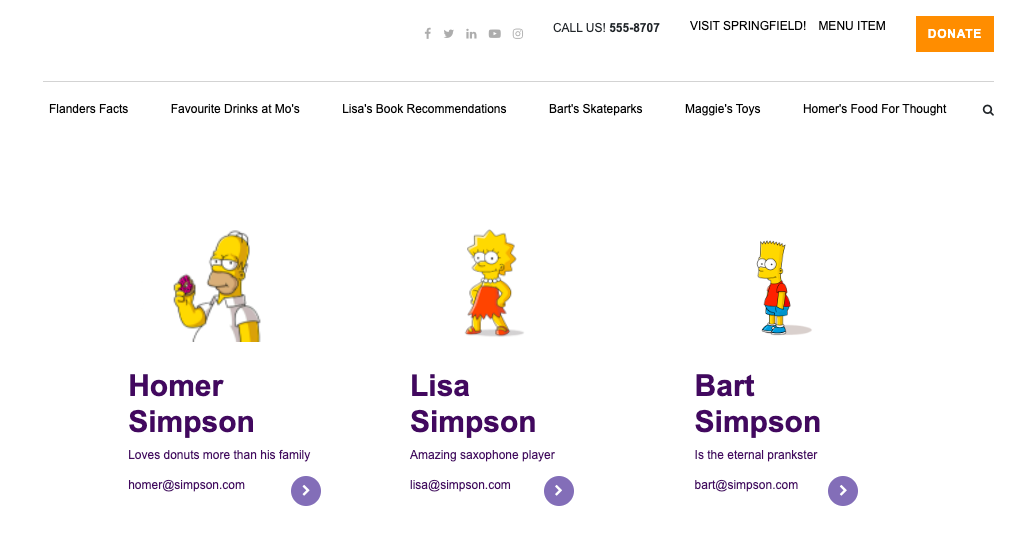 CALL US! 555-8707
VISIT SPRINGFIELD! MENU ITEM
DONATE
Flanders Facts
Favourite Drinks at Mo's
Lisa's Book Recommendations
Bart's Skateparks
Maggie's Toys
Homer's Food For Thought
Homer
Simpson
Loves donuts more than his family
homer@simpson.com
Lisa
Simpson
Amazing saxophone player
lisa@simpson.com
Bart
Simpson
Is the eternal prankster
bart@simpson.com